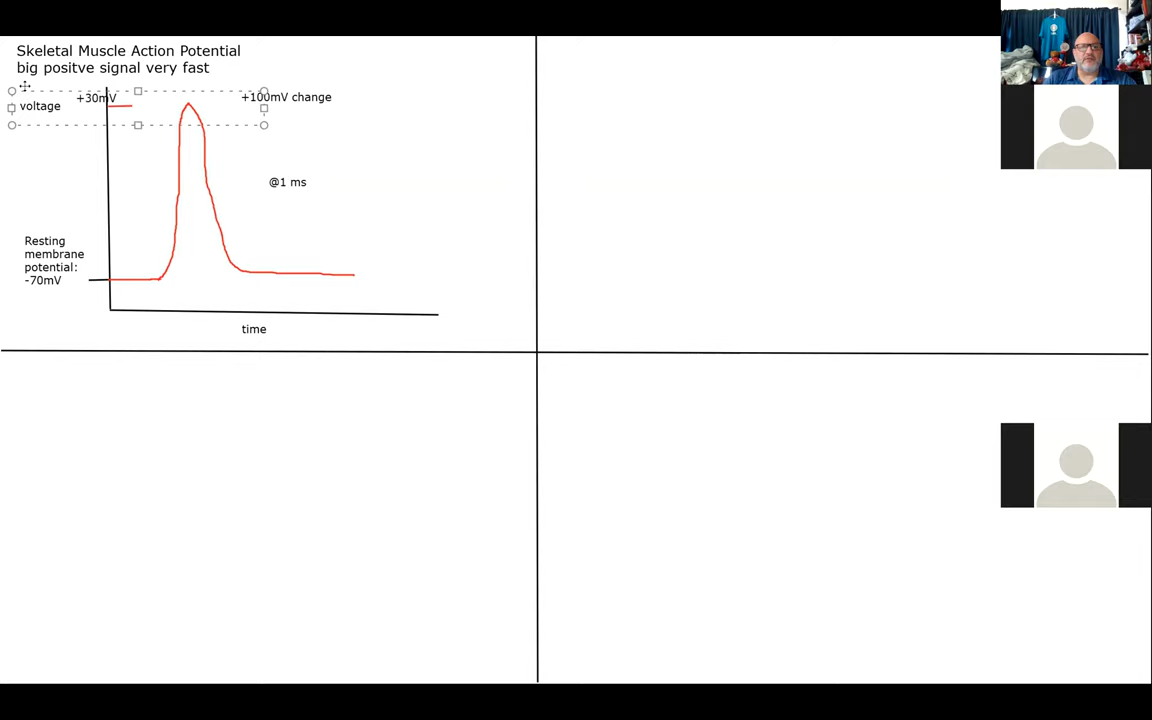 Skeletal Muscle Action Potential
big positve signal very fast
+30mV
+100mV change
voltage
@1 ms
Resting
membrane
potential:
-70mV
time